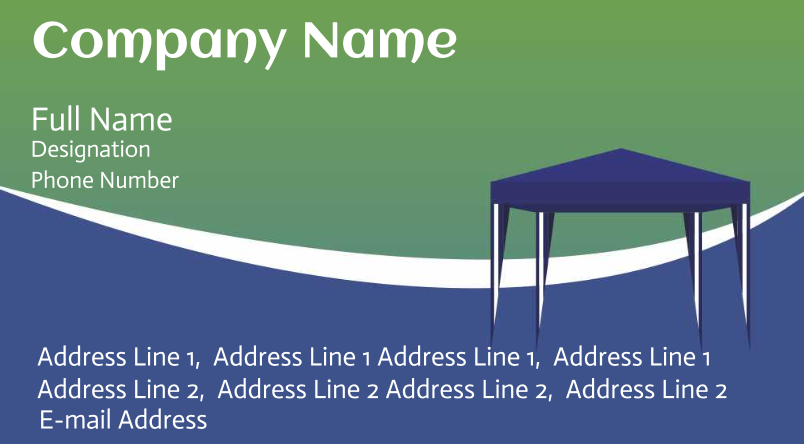 Company Name
Full Name
Designation
Phone Number
Address Line 1,  Address Line 1 Address Line 1,  Address Line 1
Address Line 2,  Address Line 2 Address Line 2,  Address Line 2
E-mail Address